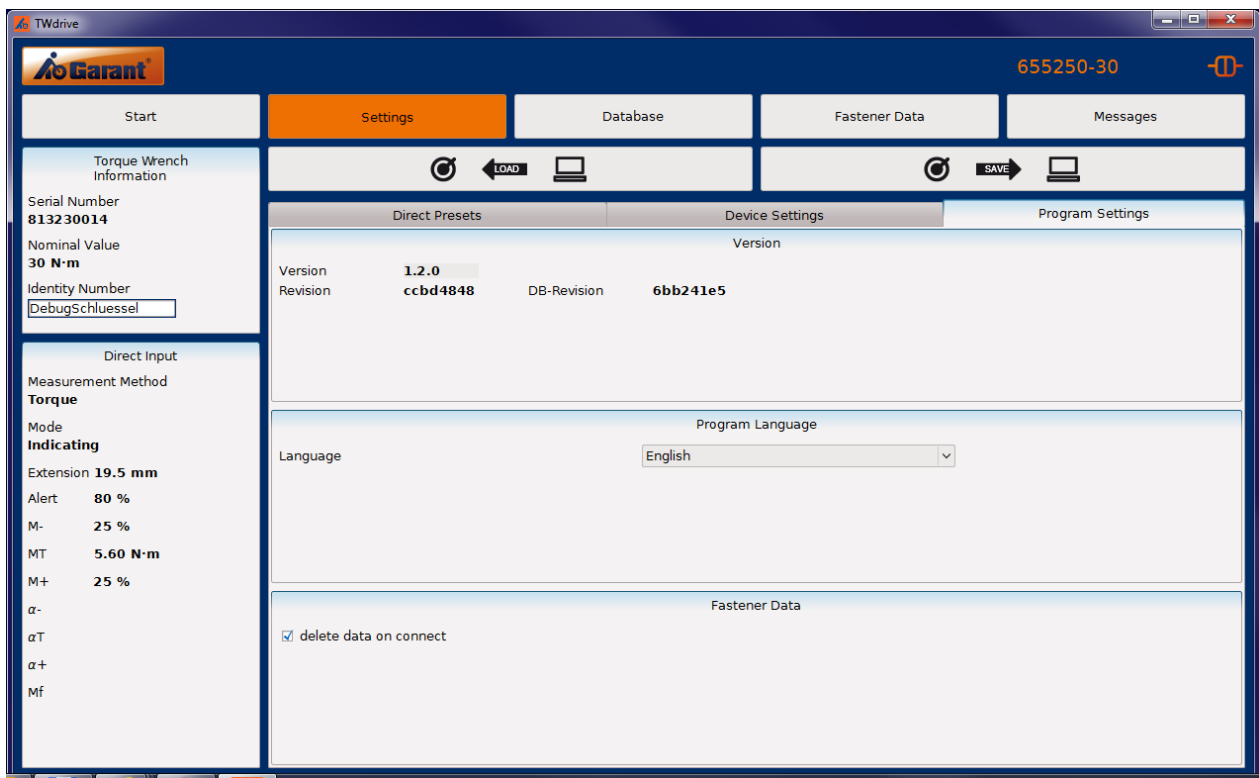 TWdrive
Garant
655250-30
Start
Settings
Database
Fastener Data
Messages
Torque Wrench
Information
Serial Number
813230014
Nominal Value
30 N·m
Identity Number
DebugSchluessel
LOAD
SAVE
Direct Presets
Device Settings
Program Settings
Version
Version 1.2.0
Revision ccbd4848 DB-Revision 6bb241e5
Direct Input
Measurement Method
Torque
Mode
Indicating
Extension 19.5 mm
Alert 80 %
M- 25 %
MT 5.60 N·m
M+ 25 %
α-
αT
α+
Mf
Program Language
Language English
Fastener Data
delete data on connect